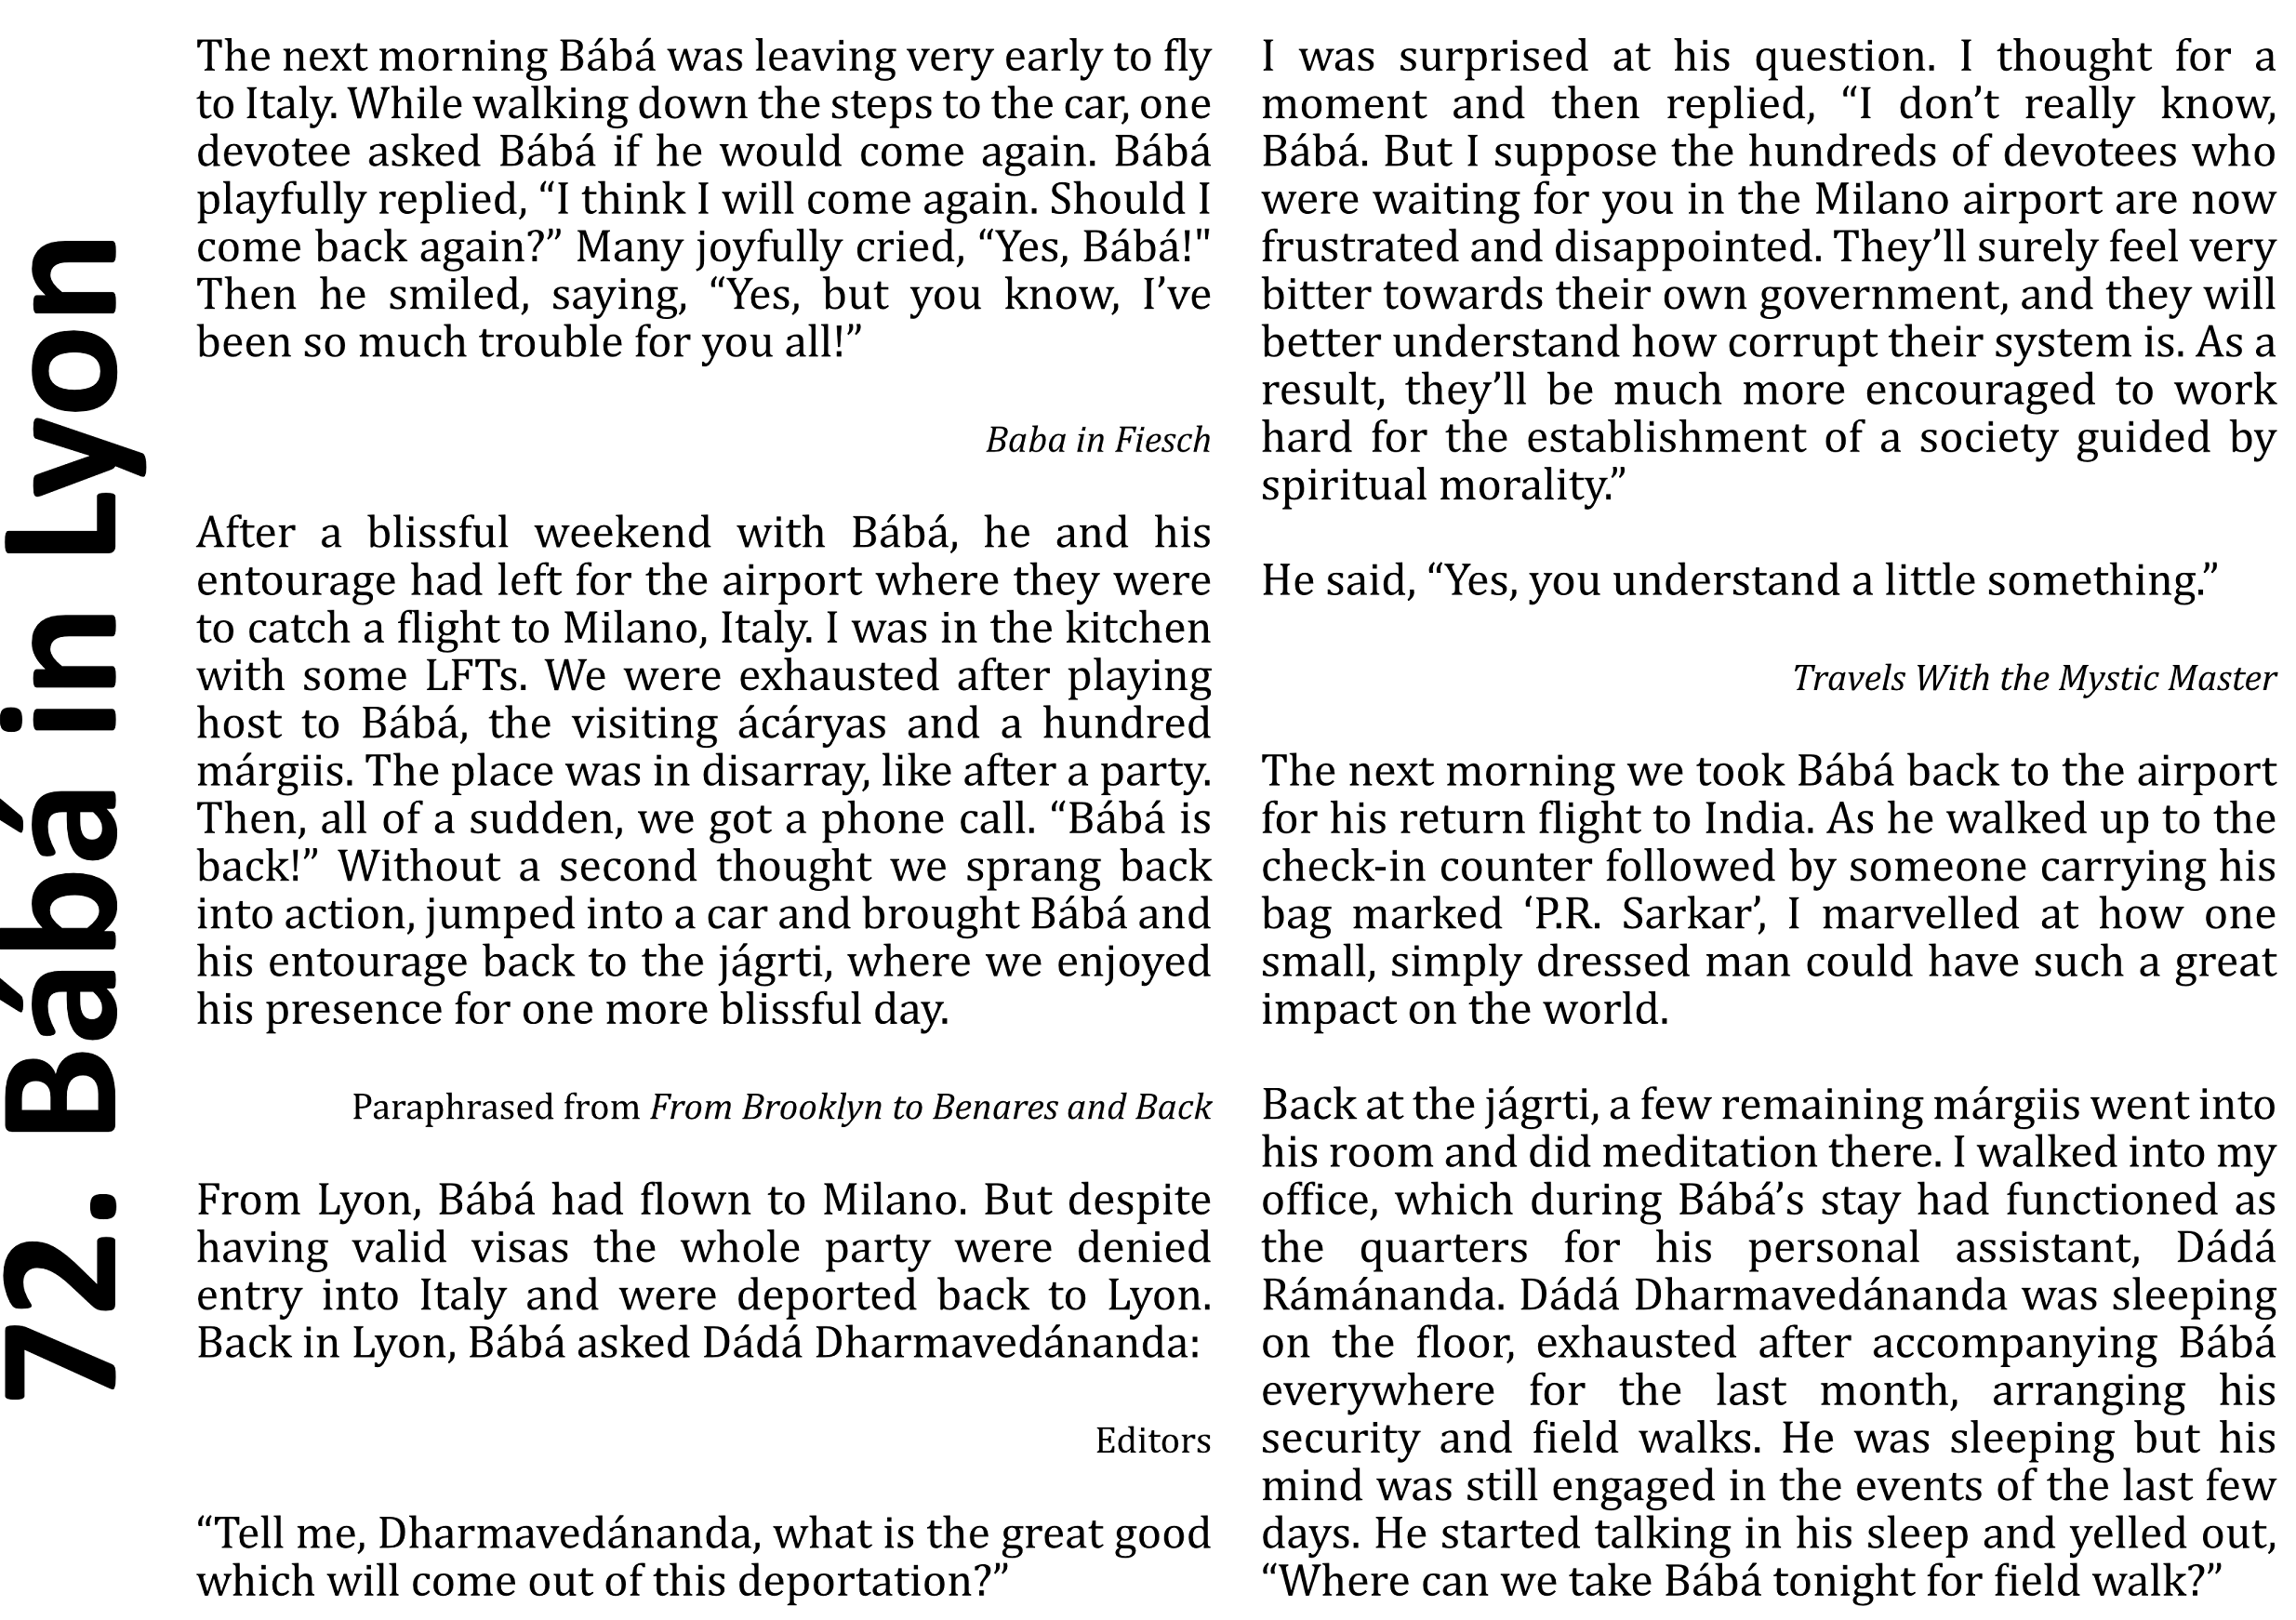 72. Bábá in Lyon
The next morning Bábá was leaving very early to fly
to Italy. While walking down the steps to the car, one
devotee asked Bábá if he would come again. Bábá
playfully replied, “I think I will come again. Should I
come back again?” Many joyfully cried, “Yes, Bábá!"
Then he smiled, saying, “Yes, but you know, I’ve
been so much trouble for you all!”
Baba in Fiesch
After a blissful weekend with Bábá, he and his
entourage had left for the airport where they were
to catch a flight to Milano, Italy. I was in the kitchen
with some LFTs. We were exhausted after playing
host to Bábá, the visiting ácáryas and a hundred
márgiis. The place was in disarray, like after a party.
Then, all of a sudden, we got a phone call. “Bábá is
back!” Without a second thought we sprang back
into action, jumped into a car and brought Bábá and
his entourage back to the jágrti, where we enjoyed
his presence for one more blissful day.
Paraphrased from From Brooklyn to Benares and Back
From Lyon, Bábá had flown to Milano. But despite
having valid visas the whole party were denied
entry into Italy and were deported back to Lyon.
Back in Lyon, Bábá asked Dádá Dharmavedánanda:
Editors
“Tell me, Dharmavedánanda, what is the great good
which will come out of this deportation?”
I was surprised at his question. I thought for a
moment and then replied, “I don’t really know,
Bábá. But I suppose the hundreds of devotees who
were waiting for you in the Milano airport are now
frustrated and disappointed. They’ll surely feel very
bitter towards their own government, and they will
better understand how corrupt their system is. As a
result, they’ll be much more encouraged to work
hard for the establishment of a society guided by
spiritual morality.”
He said, “Yes, you understand a little something.”
Travels With the Mystic Master
The next morning we took Bábá back to the airport
for his return flight to India. As he walked up to the
check-in counter followed by someone carrying his
bag marked ‘P.R. Sarkar’, I marvelled at how one
small, simply dressed man could have such a great
impact on the world.
Back at the jágrti, a few remaining márgiis went into
his room and did meditation there. I walked into my
office, which during Bábá’s stay had functioned as
the quarters for his personal assistant, Dádá
Rámánanda. Dádá Dharmavedánanda was sleeping
on the floor, exhausted after accompanying Bábá
everywhere for the last month, arranging his
security and field walks. He was sleeping but his
mind was still engaged in the events of the last few
days. He started talking in his sleep and yelled out,
“Where can we take Bábá tonight for field walk?”